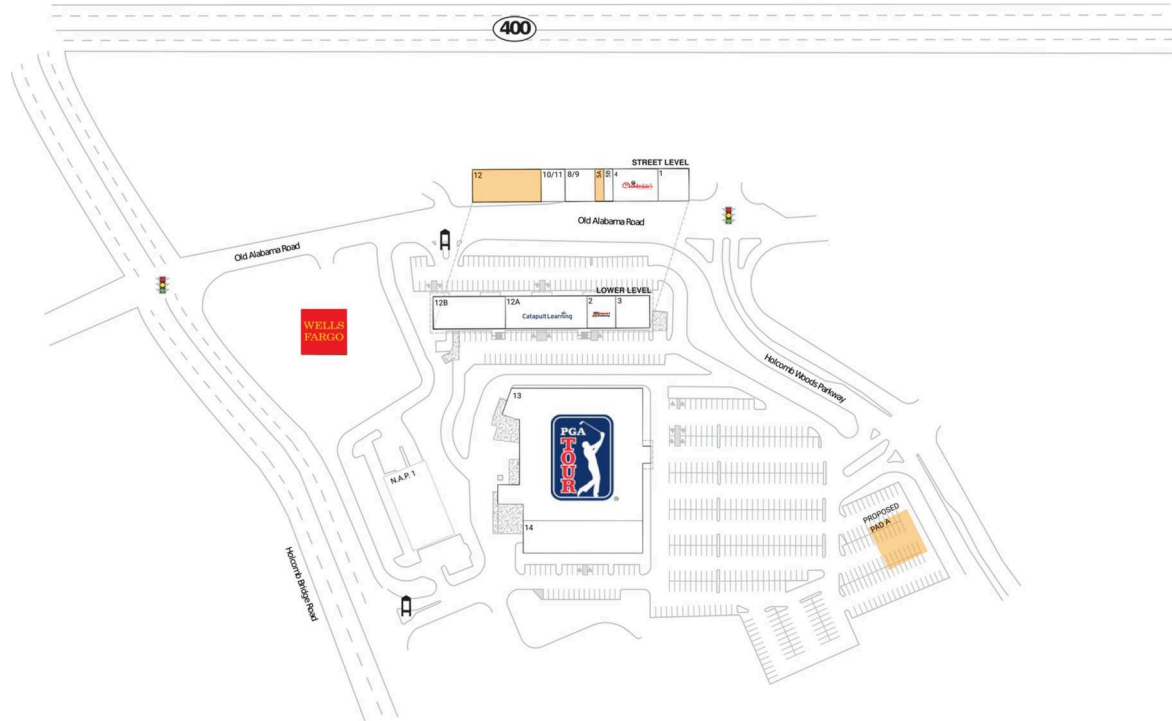 400
STREET LEVEL
12
10/11
8/9
5A
5B
4
1
Old Alabama Road
Old Alabama Road
LOWER LEVEL
12B
12A
2
3
Catapult Learning
WELLS
FARGO
Holcomb Woods Parkway
13
PGA
TOUR
®
N.A.P. 1
14
PROPOSED
PAD A
Holcomb Bridge Road